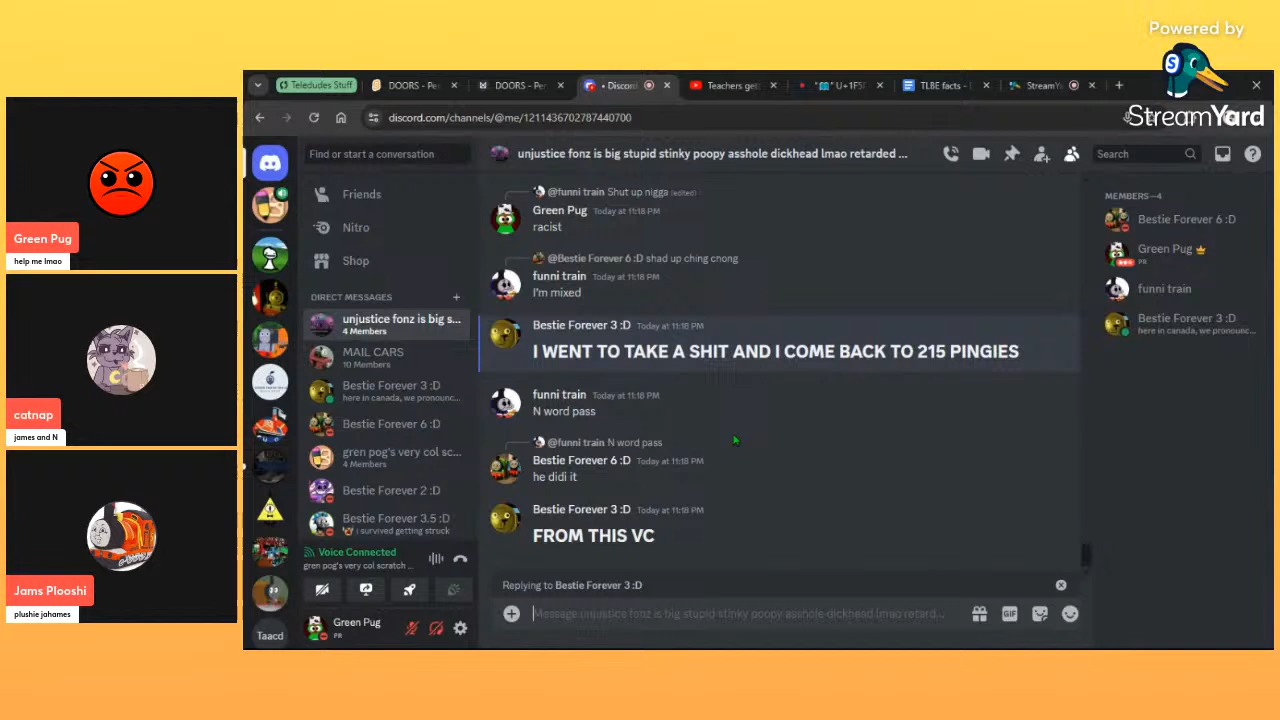 Powered by
StreamYard
Green Pug
help me lmao
catnap
james and N
Jams Plooshi
plushie jahames
Teledudes Stuff
DOORS - Pe
DOORS - Per
• Discord
Teachers get
U+1F5
TLBE facts -
StreamY
discord.com/channels/@me/1211436702787440700
Find or start a conversation
Friends
Nitro
Shop
DIRECT MESSAGES
unjustice fonz is big s...
4 Members
MAIL CARS
10 Members
Bestie Forever 3 :D
here in canada, we pronounc...
Bestie Forever 6 :D
gren pog's very col sc...
4 Members
Bestie Forever 2 :D
Bestie Forever 3.5 :D
i survived getting struck
Voice Connected
gren pog's very col scratch ...
Green Pug
PR
Taacd
unjustice fonz is big stupid stinky poopy asshole dickhead lmao retarded ...
Search
@funni train Shut up nigga (edited)
Green Pug Today at 11:18 PM
racist
@Bestie Forever 6 :D shad up ching chong
funni train Today at 11:18 PM
I'm mixed
Bestie Forever 3 :D Today at 11:18 PM
I WENT TO TAKE A SHIT AND I COME BACK TO 215 PINGIES
funni train Today at 11:18 PM
N word pass
@funni train N word pass
Bestie Forever 6 :D Today at 11:18 PM
he didi it
Bestie Forever 3 :D Today at 11:18 PM
FROM THIS VC
Replying to Bestie Forever 3 :D
Message unjustice fonz is big stupid stinky poopy asshole dickhead lmao retard...
GIF
MEMBERS—4
Bestie Forever 6 :D
Green Pug
PR
funni train
Bestie Forever 3 :D
here in canada, we pronounc...